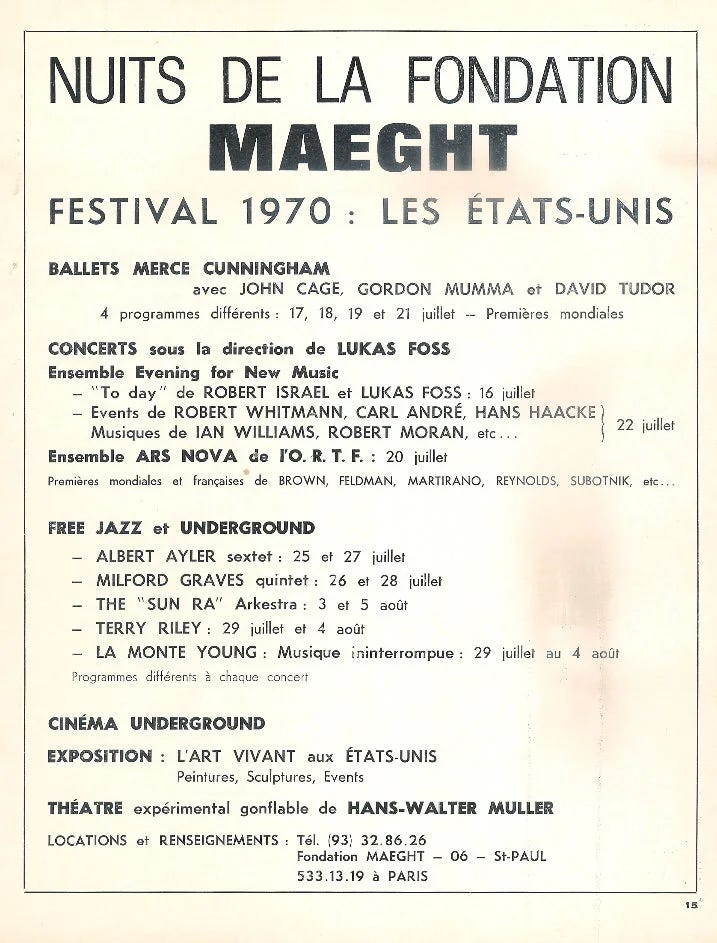 NUITS DE LA FONDATION
MAEGHT
FESTIVAL 1970 : LES ÉTATS-UNIS
BALLETS MERCE CUNNINGHAM
avec JOHN CAGE, GORDON MUMMA et DAVID TUDOR
4 programmes différents : 17, 18, 19 et 21 juillet – Premières mondiales
CONCERTS sous la direction de LUKAS FOSS
Ensemble Evening for New Music
– "To day" de ROBERT ISRAEL et LUKAS FOSS : 16 juillet
– Events de ROBERT WHITMANN, CARL ANDRÉ, HANS HAACKE
Musiques de IAN WILLIAMS, ROBERT MORAN, etc...
} 22 juillet
Ensemble ARS NOVA de l'O. R. T. F. : 20 juillet
Premières mondiales et françaises de BROWN, FELDMAN, MARTIRANO, REYNOLDS, SUBOTNIK, etc...
FREE JAZZ et UNDERGROUND
– ALBERT AYLER sextet : 25 et 27 juillet
– MILFORD GRAVES quintet : 26 et 28 juillet
– THE "SUN RA" Arkestra : 3 et 5 août
– TERRY RILEY : 29 juillet et 4 août
– LA MONTE YOUNG : Musique ininterrompue : 29 juillet au 4 août
Programmes différents à chaque concert
CINÉMA UNDERGROUND
EXPOSITION : L'ART VIVANT aux ÉTATS-UNIS
Peintures, Sculptures, Events
THÉATRE expérimental gonflable de HANS-WALTER MULLER
LOCATIONS et RENSEIGNEMENTS : Tél. (93) 32.86.26
Fondation MAEGHT – 06 – St-PAUL
533.13.19 à PARIS
15